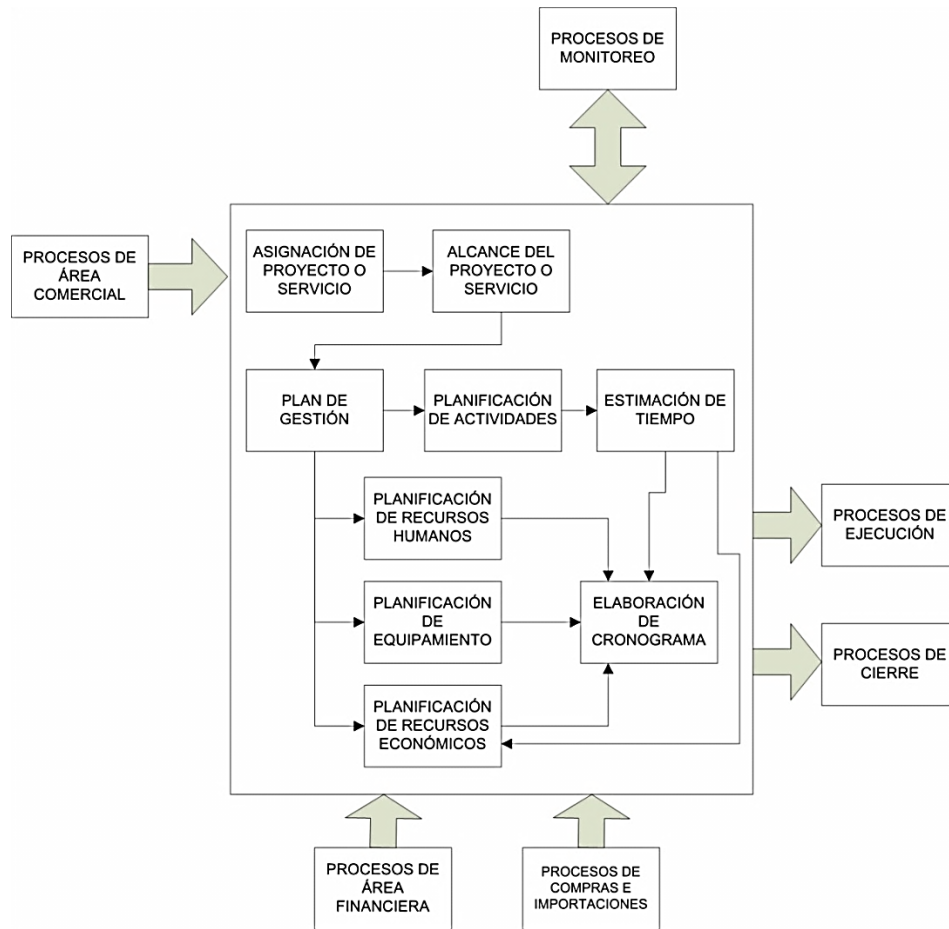 PROCESOS DE
MONITOREO
PROCESOS DE
ÁREA
COMERCIAL
ASIGNACIÓN DE
PROYECTO O
SERVICIO
ALCANCE DEL
PROYECTO O
SERVICIO
PLAN DE
GESTIÓN
PLANIFICACIÓN
DE ACTIVIDADES
ESTIMACIÓN DE
TIEMPO
PLANIFICACIÓN
DE RECURSOS
HUMANOS
PROCESOS DE
EJECUCIÓN
PLANIFICACIÓN
DE
EQUIPAMIENTO
ELABORACIÓN
DE
CRONOGRAMA
PROCESOS DE
CIERRE
PLANIFICACIÓN
DE RECURSOS
ECONÓMICOS
PROCESOS DE
ÁREA
FINANCIERA
PROCESOS DE
COMPRAS E
IMPORTACIONES